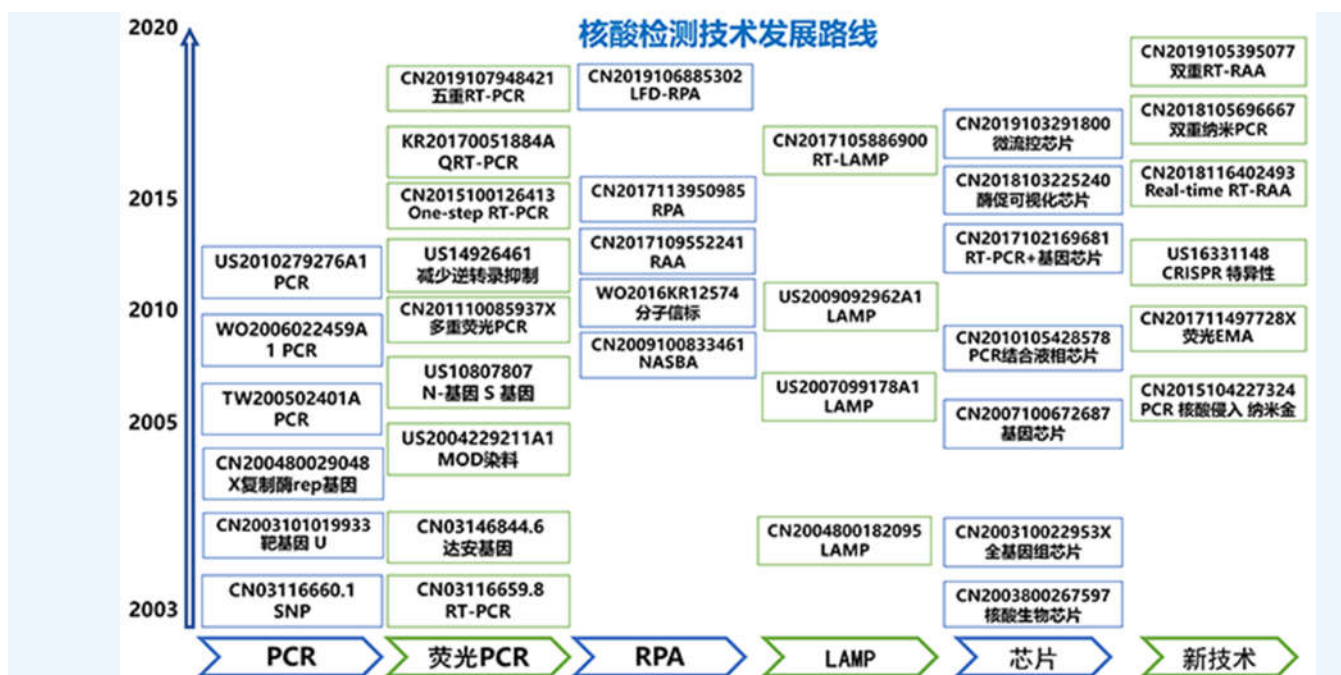 核酸检测技术发展路线
2020
2015
2010
2005
2003
US2010279276A1
PCR
WO2006022459A
1 PCR
TW200502401A
PCR
CN200480029048
X复制酶rep基因
CN2003101019933
靶基因 U
CN03116660.1
SNP
PCR
CN2019107948421
五重RT-PCR
KR20170051884A
QRT-PCR
CN2015100126413
One-step RT-PCR
US14926461
减少逆转录抑制
CN201110085937X
多重荧光PCR
US10807807
N-基因 S 基因
US2004229211A1
MOD染料
CN03146844.6
达安基因
CN03116659.8
RT-PCR
荧光PCR
CN2019106885302
LFD-RPA
CN2017113950985
RPA
CN2017109552241
RAA
WO2016KR12574
分子信标
CN2009100833461
NASBA
RPA
CN2017105886900
RT-LAMP
US2009092962A1
LAMP
US2007099178A1
LAMP
CN2004800182095
LAMP
LAMP
CN2019103291800
微流控芯片
CN2018103225240
酶促可视化芯片
CN2017102169681
RT-PCR+基因芯片
CN2010105428578
PCR结合液相芯片
CN2007100672687
基因芯片
CN200310022953X
全基因组芯片
CN2003800267597
核酸生物芯片
芯片
CN2019105395077
双重RT-RAA
CN2018105696667
双重纳米PCR
CN2018116402493
Real-time RT-RAA
US16331148
CRISPR 特异性
CN201711497728X
荧光EMA
CN2015104227324
PCR 核酸侵入 纳米金
新技术